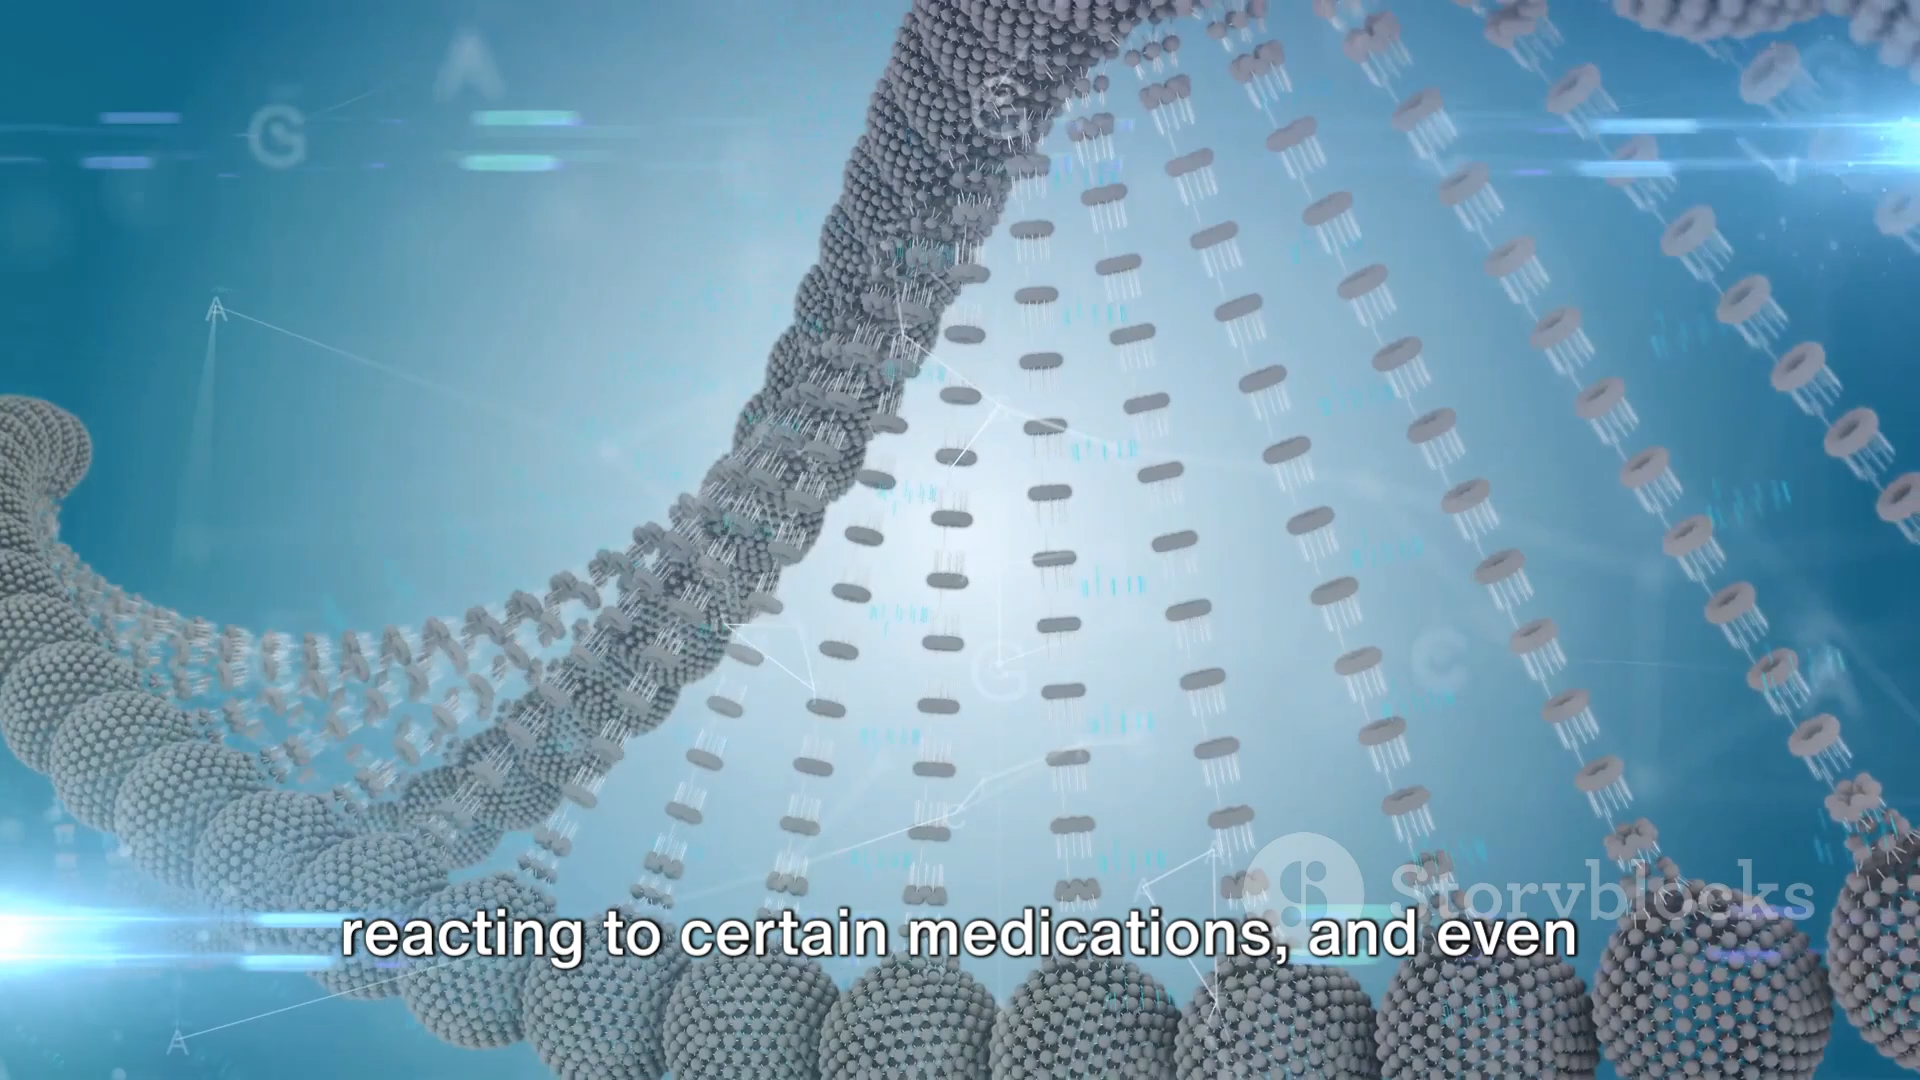 A
G
G
A
G
C
C
A
A
Storyblocks
reacting to certain medications, and even